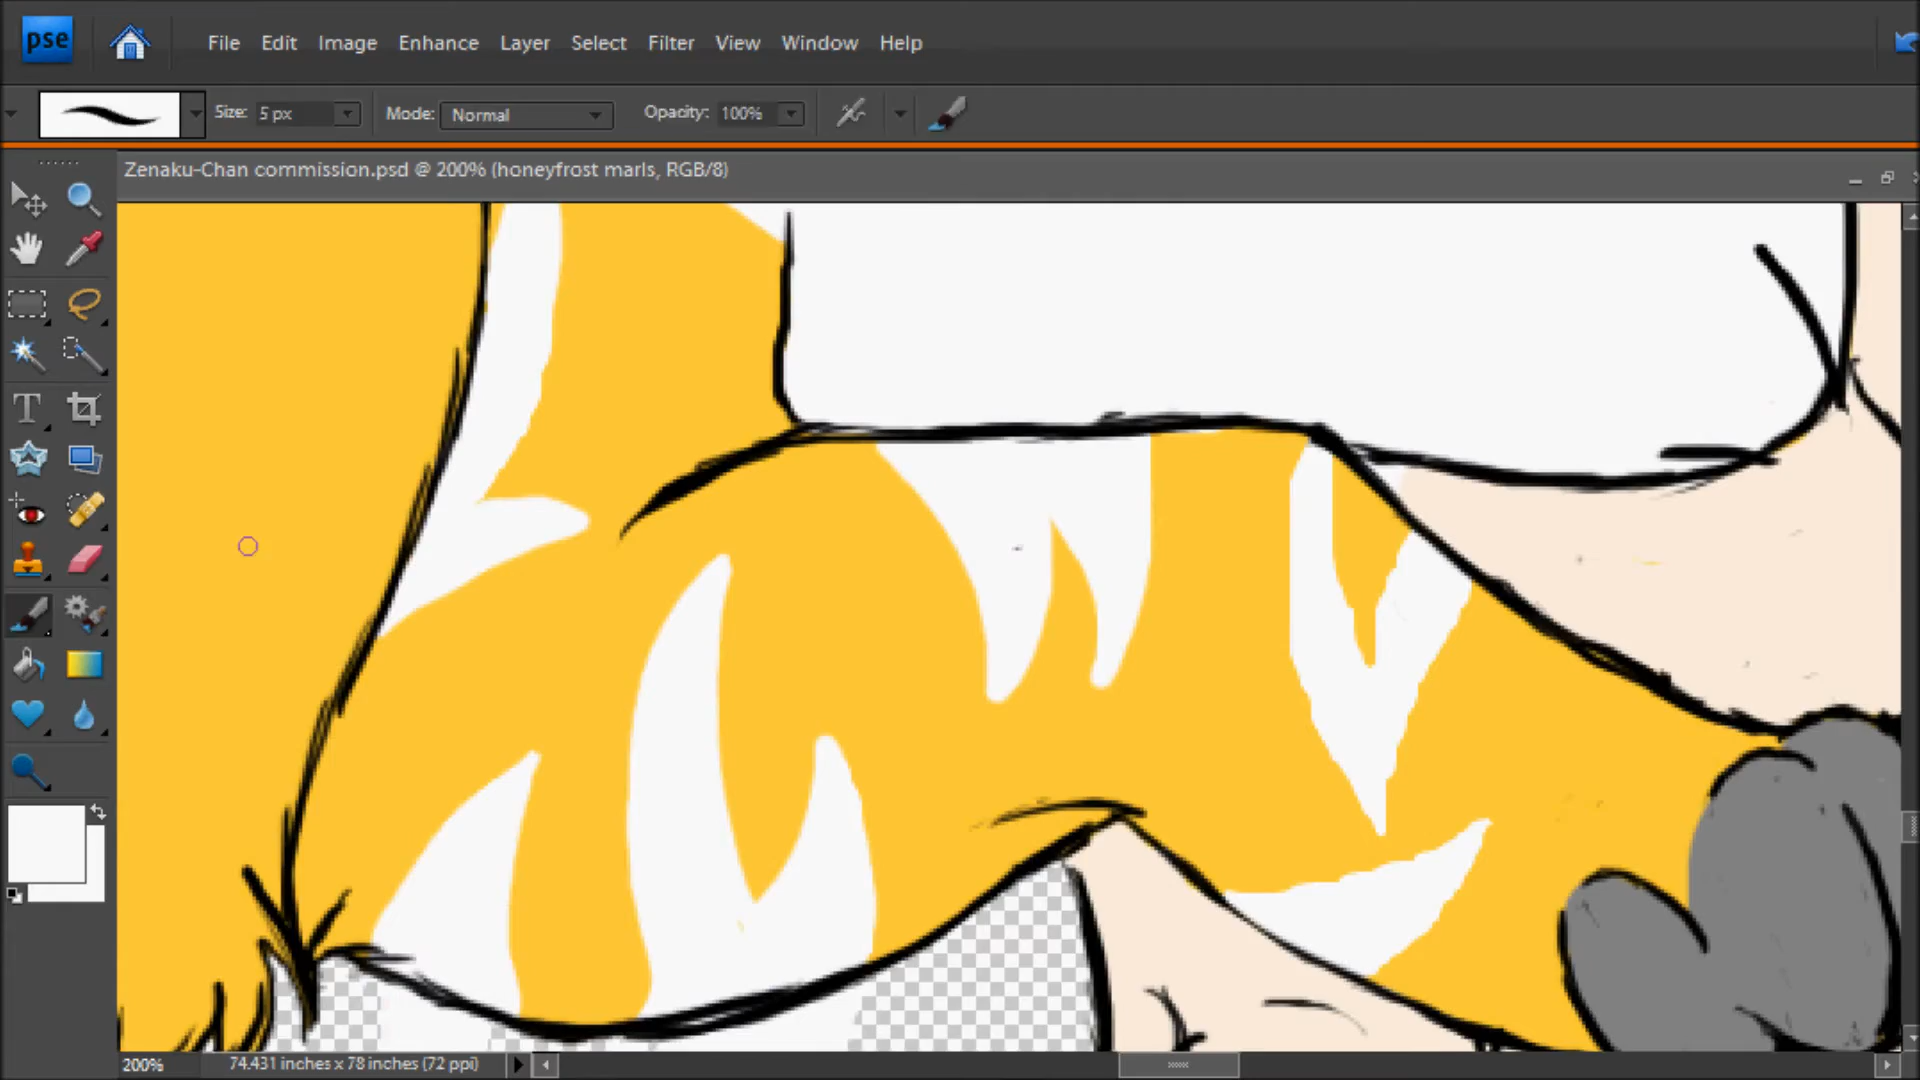 pse File Edit Image Enhance Layer Select Filter View Window Help
Size: 5 px Mode: Normal Opacity: 100%
Zenaku-Chan commission.psd @ 200% (honeyfrost marls, RGB/8)
T
200% 74.431 inches x 78 inches (72 ppi)